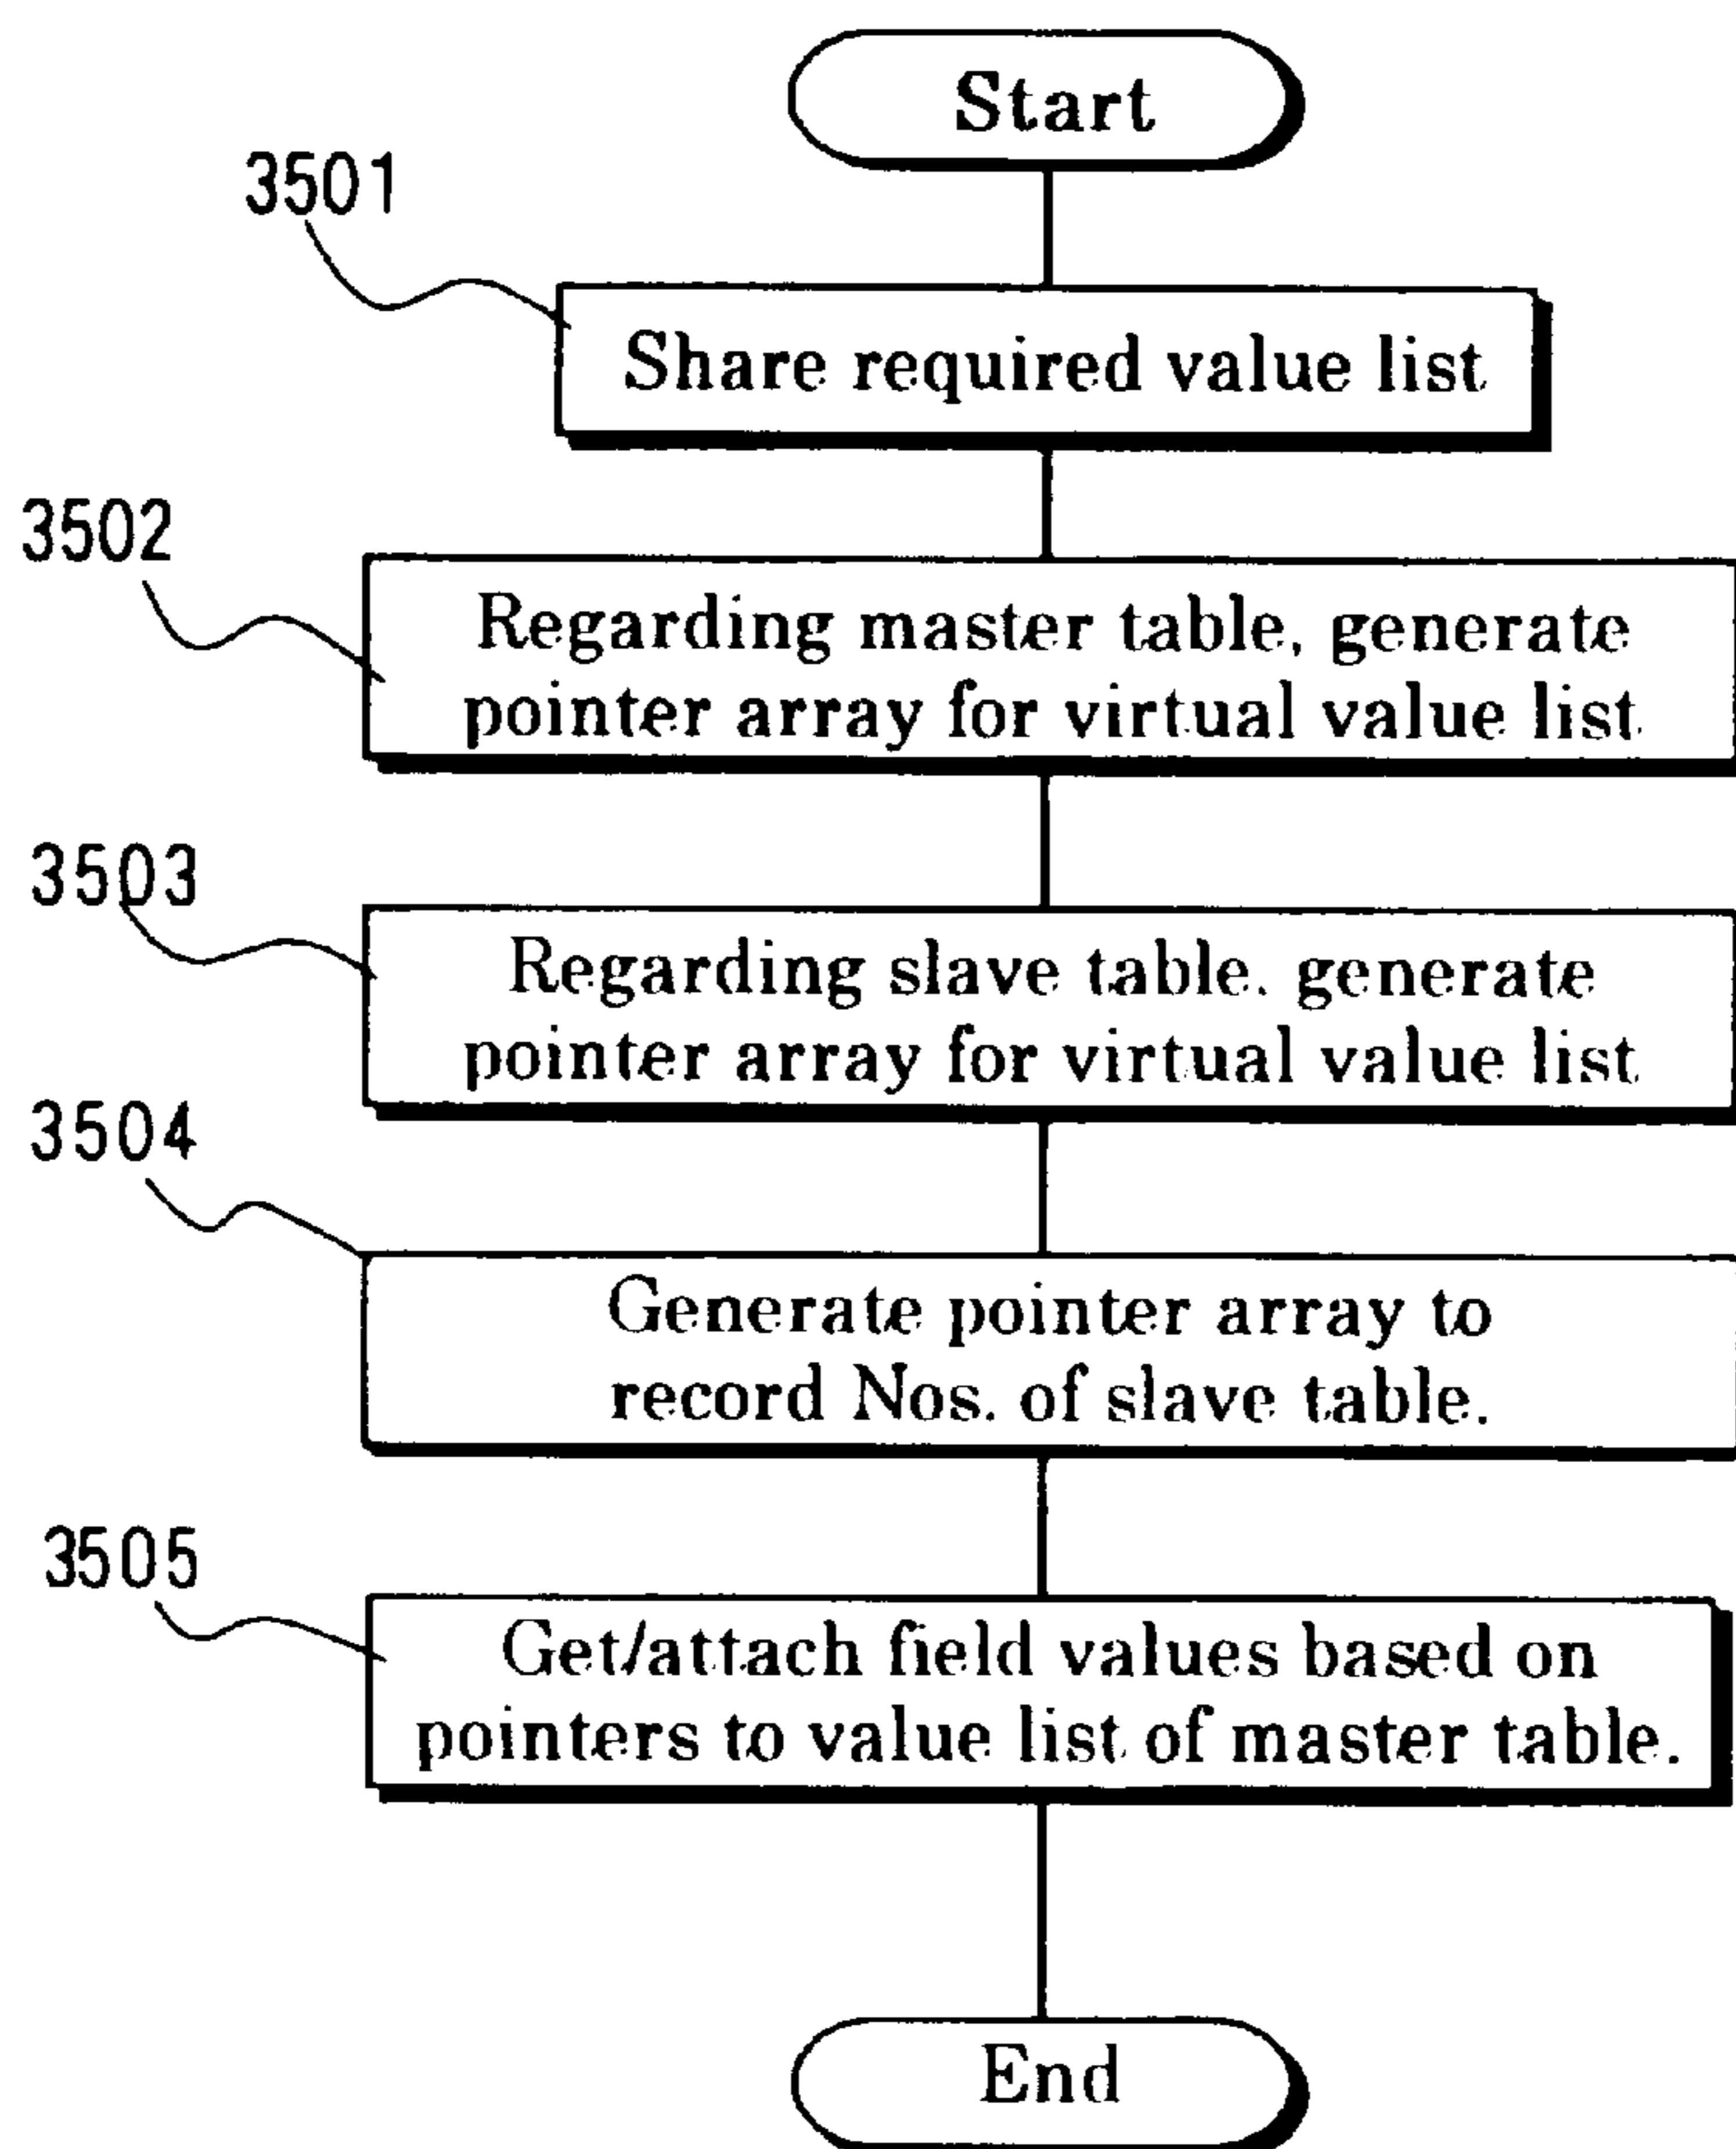 Start
3501
Share required value list
3502
Regarding master table, generate
pointer array for virtual value list
3503
Regarding slave table. generate
pointer array for virtual value list
3504
Generate pointer array to
record Nos. of slave table.
3505
Get/attach field values based on
pointers to value list of master table.
End